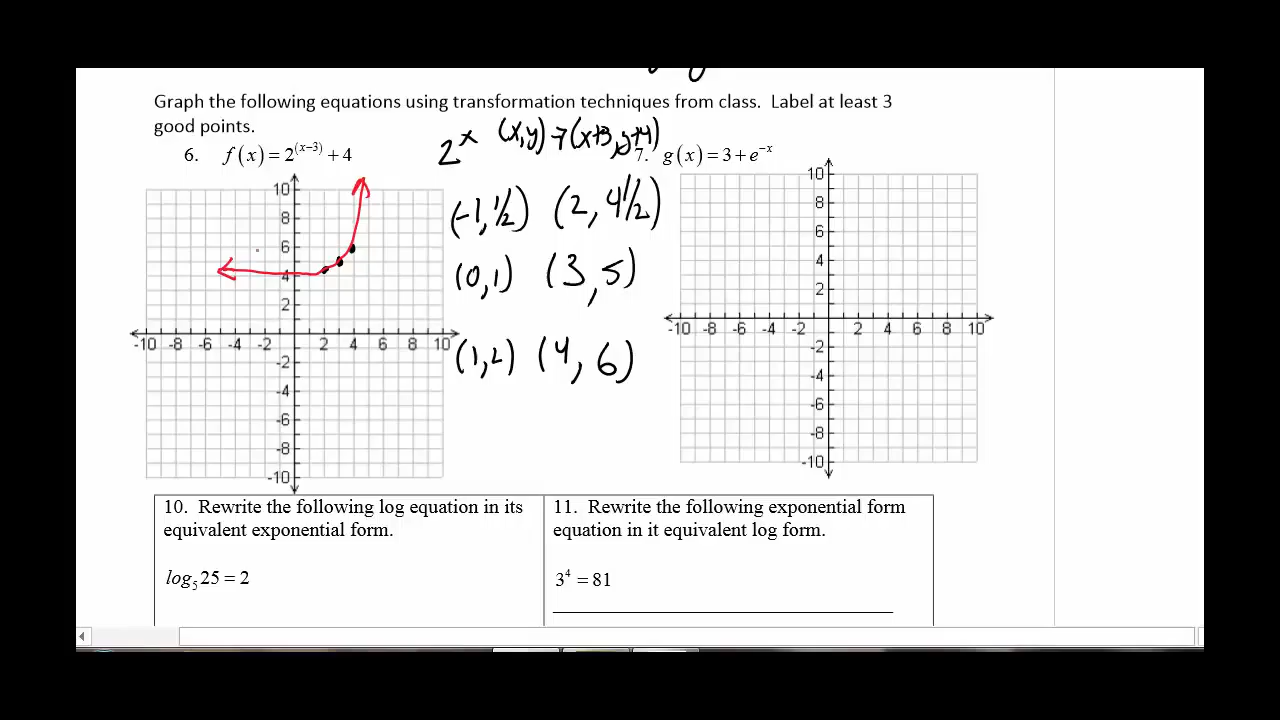 Graph the following equations using transformation techniques from class. Label at least 3
good points.
6. f(x) = 2^(x−3) + 4
2^x (x,y) → (x+3, y+4)
7. g(x) = 3 + e^−x
(-1, 1/2) (2, 4 1/2)
(0,1) (3, 5)
(1,2) (4, 6)
10 8 6 4 2 -2 -4 -6 -8 -10
-10 -8 -6 -4 -2 2 4 6 8 10
10 8 6 4 2 -2 -4 -6 -8 -10
-10 -8 -6 -4 -2 2 4 6 8 10
10. Rewrite the following log equation in its
equivalent exponential form.
log₅25 = 2
11. Rewrite the following exponential form
equation in it equivalent log form.
3⁴ = 81